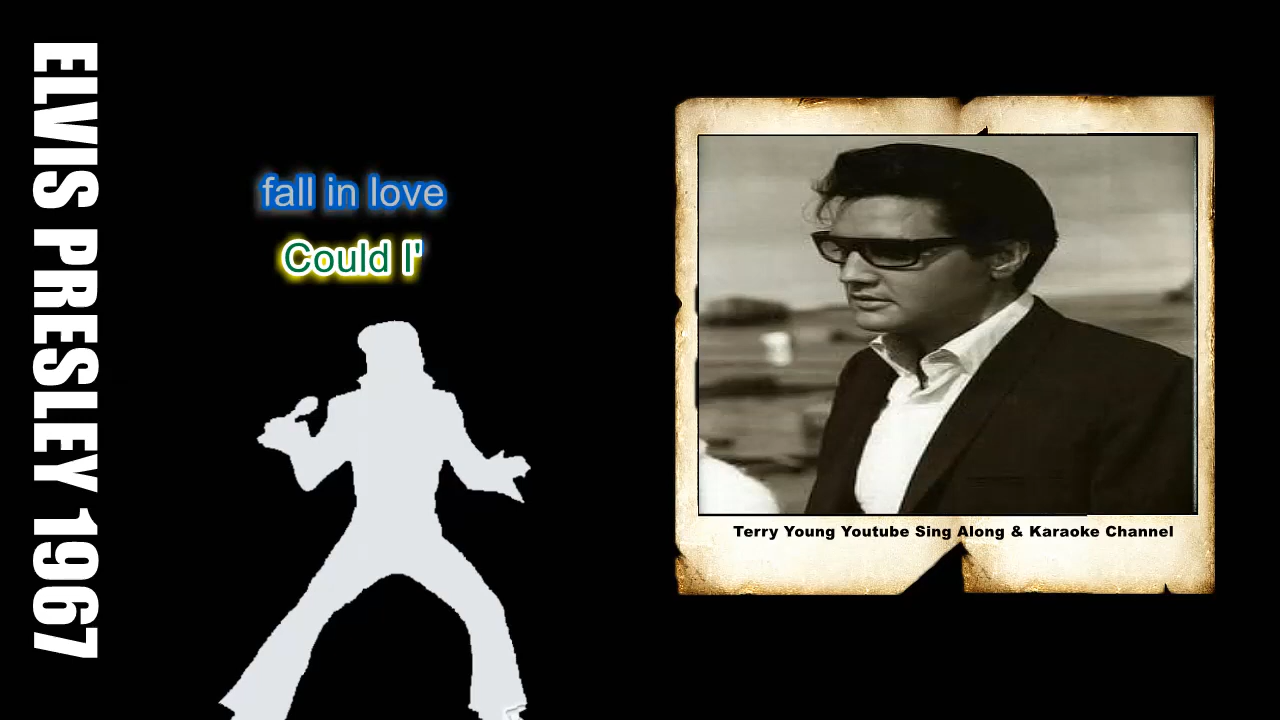 ELVIS PRESLEY 1967
fall in love
Could I'
Terry Young Youtube Sing Along & Karaoke Channel